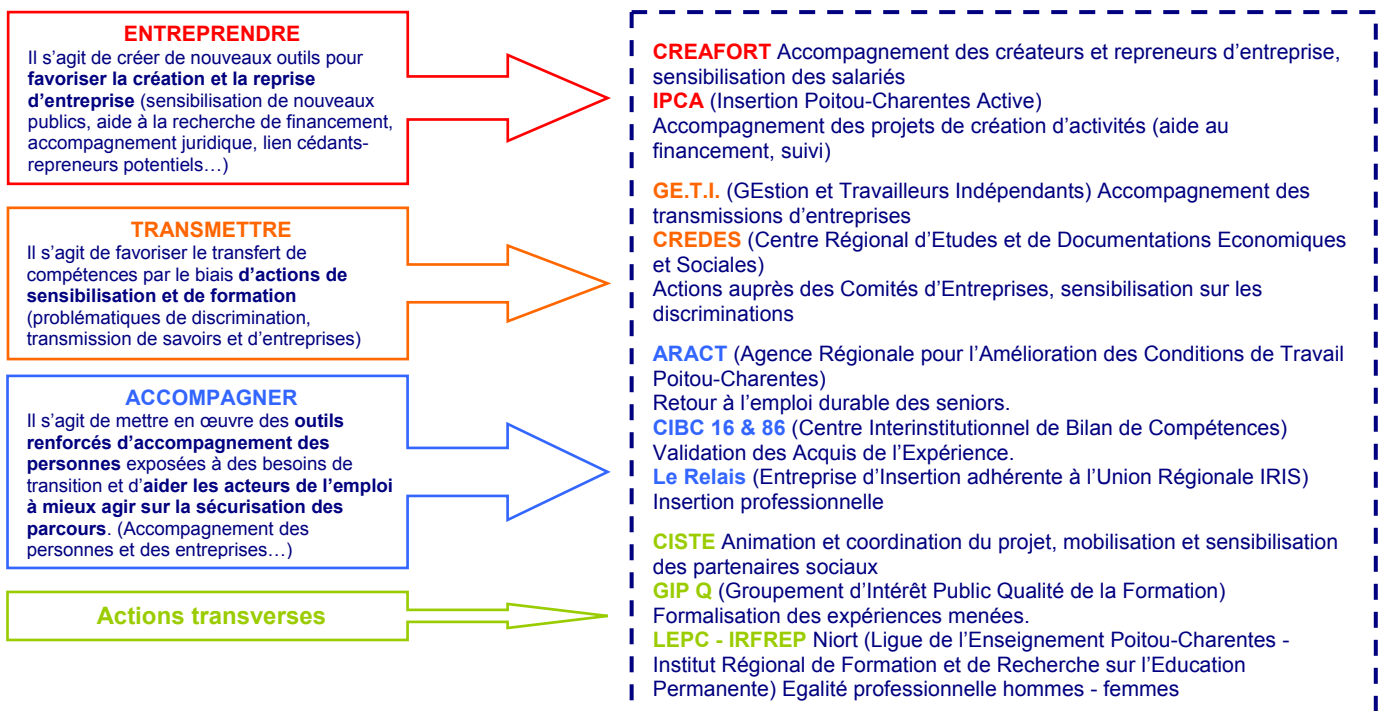 ENTREPRENDRE
Il s’agit de créer de nouveaux outils pour
favoriser la création et la reprise
d’entreprise (sensibilisation de nouveaux
publics, aide à la recherche de financement,
accompagnement juridique, lien cédants-
repreneurs potentiels…)
TRANSMETTRE
Il s’agit de favoriser le transfert de
compétences par le biais d’actions de
sensibilisation et de formation
(problématiques de discrimination,
transmission de savoirs et d’entreprises)
ACCOMPAGNER
Il s’agit de mettre en œuvre des outils
renforcés d’accompagnement des
personnes exposées à des besoins de
transition et d’aider les acteurs de l’emploi
à mieux agir sur la sécurisation des
parcours. (Accompagnement des
personnes et des entreprises…)
Actions transverses
CREAFORT Accompagnement des créateurs et repreneurs d’entreprise,
sensibilisation des salariés
IPCA (Insertion Poitou-Charentes Active)
Accompagnement des projets de création d’activités (aide au
financement, suivi)
GE.T.I. (GEstion et Travailleurs Indépendants) Accompagnement des
transmissions d’entreprises
CREDES (Centre Régional d’Etudes et de Documentations Economiques
et Sociales)
Actions auprès des Comités d’Entreprises, sensibilisation sur les
discriminations
ARACT (Agence Régionale pour l’Amélioration des Conditions de Travail
Poitou-Charentes)
Retour à l’emploi durable des seniors.
CIBC 16 & 86 (Centre Interinstitutionnel de Bilan de Compétences)
Validation des Acquis de l’Expérience.
Le Relais (Entreprise d’Insertion adhérente à l’Union Régionale IRIS)
Insertion professionnelle
CISTE Animation et coordination du projet, mobilisation et sensibilisation
des partenaires sociaux
GIP Q (Groupement d’Intérêt Public Qualité de la Formation)
Formalisation des expériences menées.
LEPC - IRFREP Niort (Ligue de l’Enseignement Poitou-Charentes -
Institut Régional de Formation et de Recherche sur l’Education
Permanente) Egalité professionnelle hommes - femmes